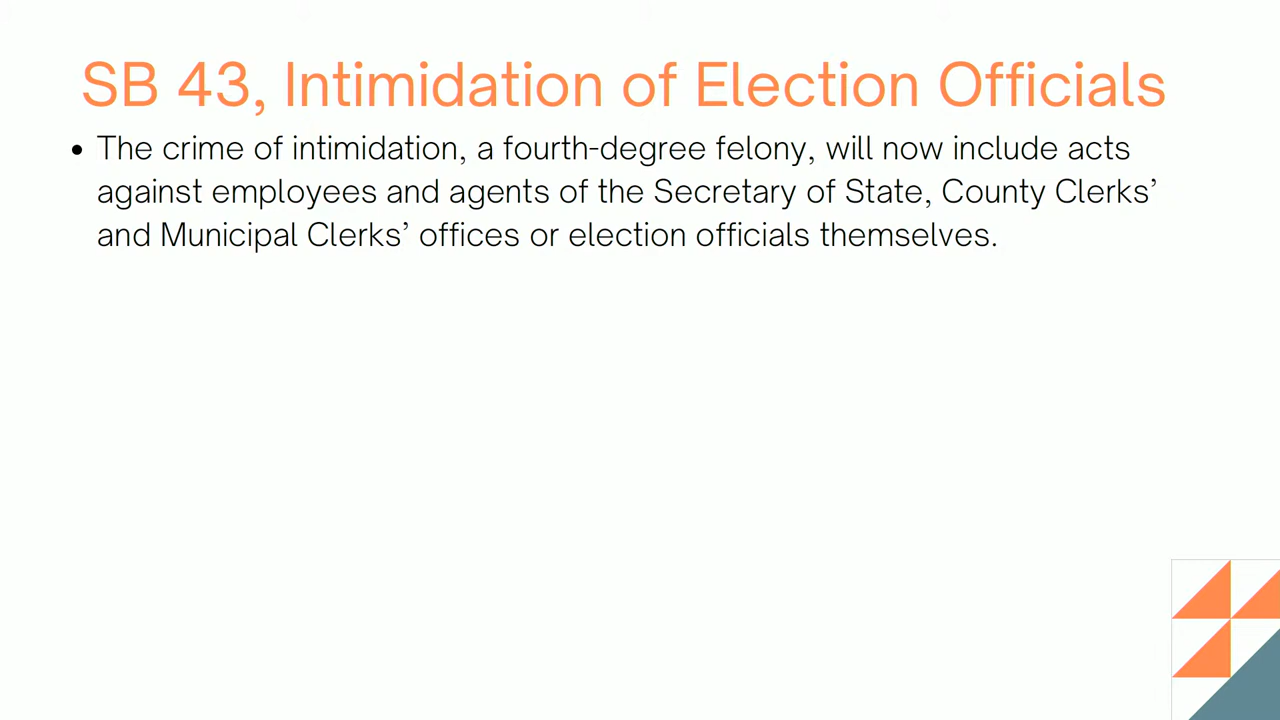 SB 43, Intimidation of Election Officials
• The crime of intimidation, a fourth-degree felony, will now include acts
against employees and agents of the Secretary of State, County Clerks’
and Municipal Clerks’ offices or election officials themselves.